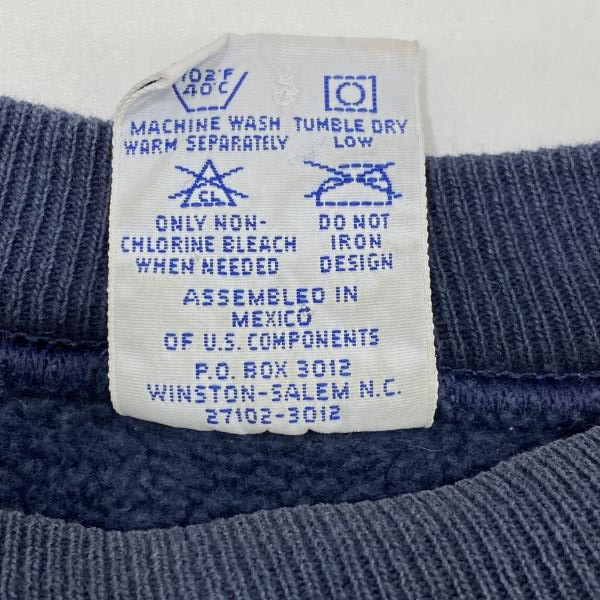 102°F
40°C
MACHINE WASH
WARM SEPARATELY
TUMBLE DRY
LOW
CL
ONLY NON-
CHLORINE BLEACH
WHEN NEEDED
DO NOT
IRON
DESIGN
ASSEMBLED IN
MEXICO
OF U.S. COMPONENTS
P.O. BOX 3012
WINSTON-SALEM N.C.
27102-3012